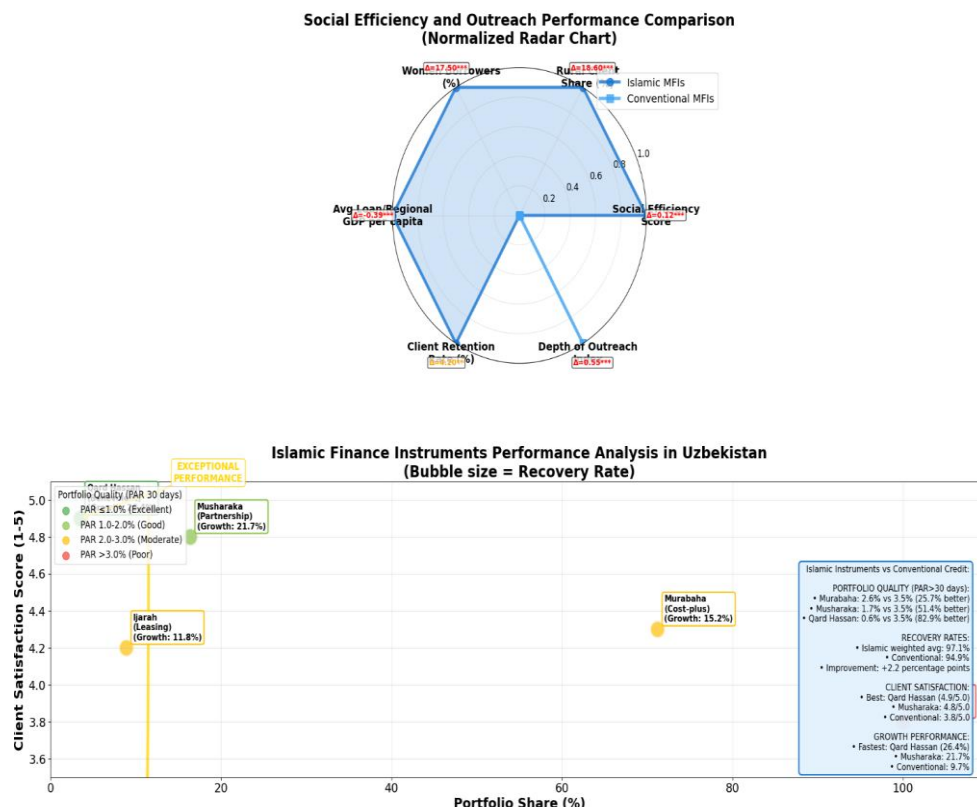 Social Efficiency and Outreach Performance Comparison
(Normalized Radar Chart)
Δ=17.50***
Women Borrowers
(%)
Δ=18.60***
Share
Islamic MFIs
Conventional MFIs
1.0
0.8
0.6
0.4
0.2
Avg Loan/Regional
GDP per capita
Δ=-0.39***
Social Efficiency
Score
Δ=0.12***
Client Retention
Depth of Outreach
Δ=0.55***
Islamic Finance Instruments Performance Analysis in Uzbekistan
(Bubble size = Recovery Rate)
EXCEPTIONAL
PERFORMANCE
Portfolio Quality (PAR 30 days)
PAR ≤1.0% (Excellent)
PAR 1.0-2.0% (Good)
PAR 2.0-3.0% (Moderate)
PAR >3.0% (Poor)
Musharaka
(Partnership)
(Growth: 21.7%)
Ijarah
(Leasing)
(Growth: 11.8%)
Murabaha
(Cost-plus)
(Growth: 15.2%)
Islamic Instruments vs Conventional Credit:
PORTFOLIO QUALITY (PAR>30 days):
• Murabaha: 2.6% vs 3.5% (25.7% better)
• Musharaka: 1.7% vs 3.5% (51.4% better)
• Qard Hassan: 0.6% vs 3.5% (82.9% better)
RECOVERY RATES:
• Islamic weighted avg: 97.1%
• Conventional: 94.9%
• Improvement: +2.2 percentage points
CLIENT SATISFACTION:
• Best: Qard Hassan (4.9/5.0)
• Musharaka: 4.8/5.0
• Conventional: 3.8/5.0
GROWTH PERFORMANCE:
• Fastest: Qard Hassan (26.4%)
• Musharaka: 21.7%
• Conventional: 9.7%
Client Satisfaction Score (1-5)
5.0
4.8
4.6
4.4
4.2
4.0
3.8
3.6
0
20
40
60
80
100
Portfolio Share (%)